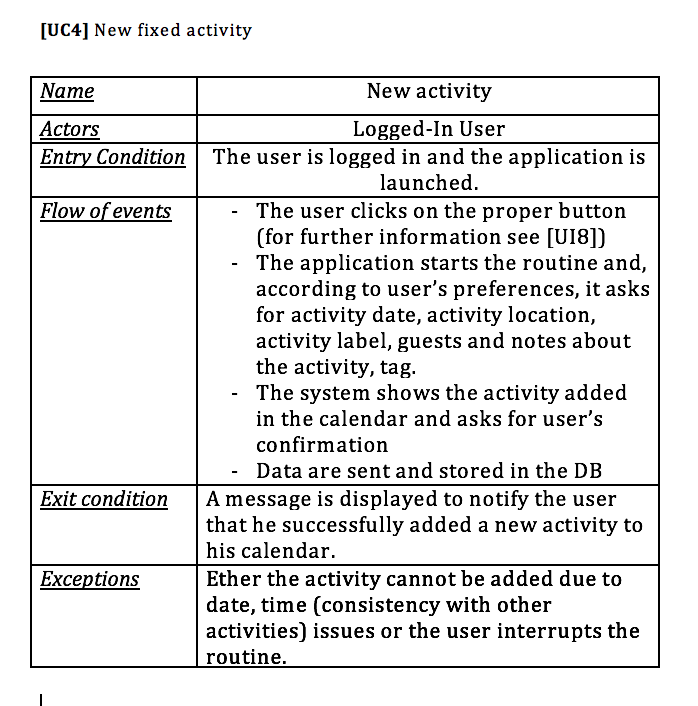 [UC4] New fixed activity
Name
New activity
Actors
Logged-In User
Entry Condition
The user is logged in and the application is
launched.
Flow of events
- The user clicks on the proper button
(for further information see [UI8])
- The application starts the routine and,
according to user’s preferences, it asks
for activity date, activity location,
activity label, guests and notes about
the activity, tag.
- The system shows the activity added
in the calendar and asks for user’s
confirmation
- Data are sent and stored in the DB
Exit condition
A message is displayed to notify the user
that he successfully added a new activity to
his calendar.
Exceptions
Ether the activity cannot be added due to
date, time (consistency with other
activities) issues or the user interrupts the
routine.